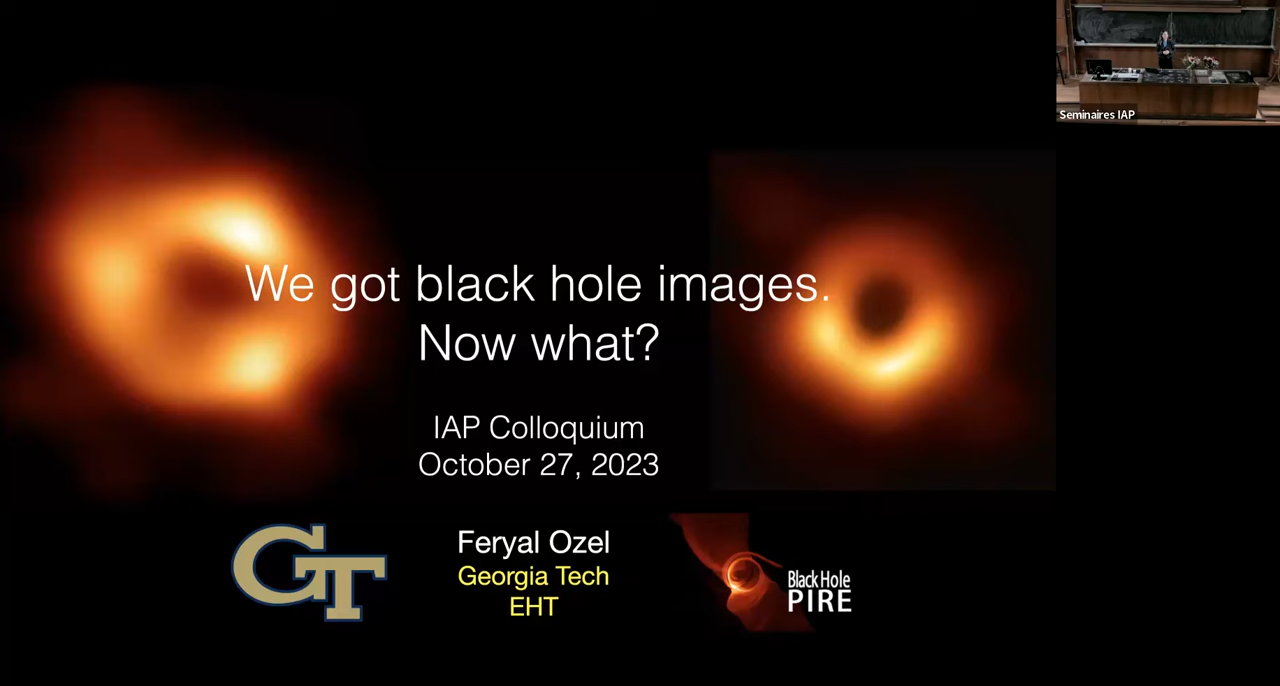 Seminaires IAP
We got black hole images.
Now what?
IAP Colloquium
October 27, 2023
GT
Feryal Ozel
Georgia Tech
EHT
Black Hole
PIRE